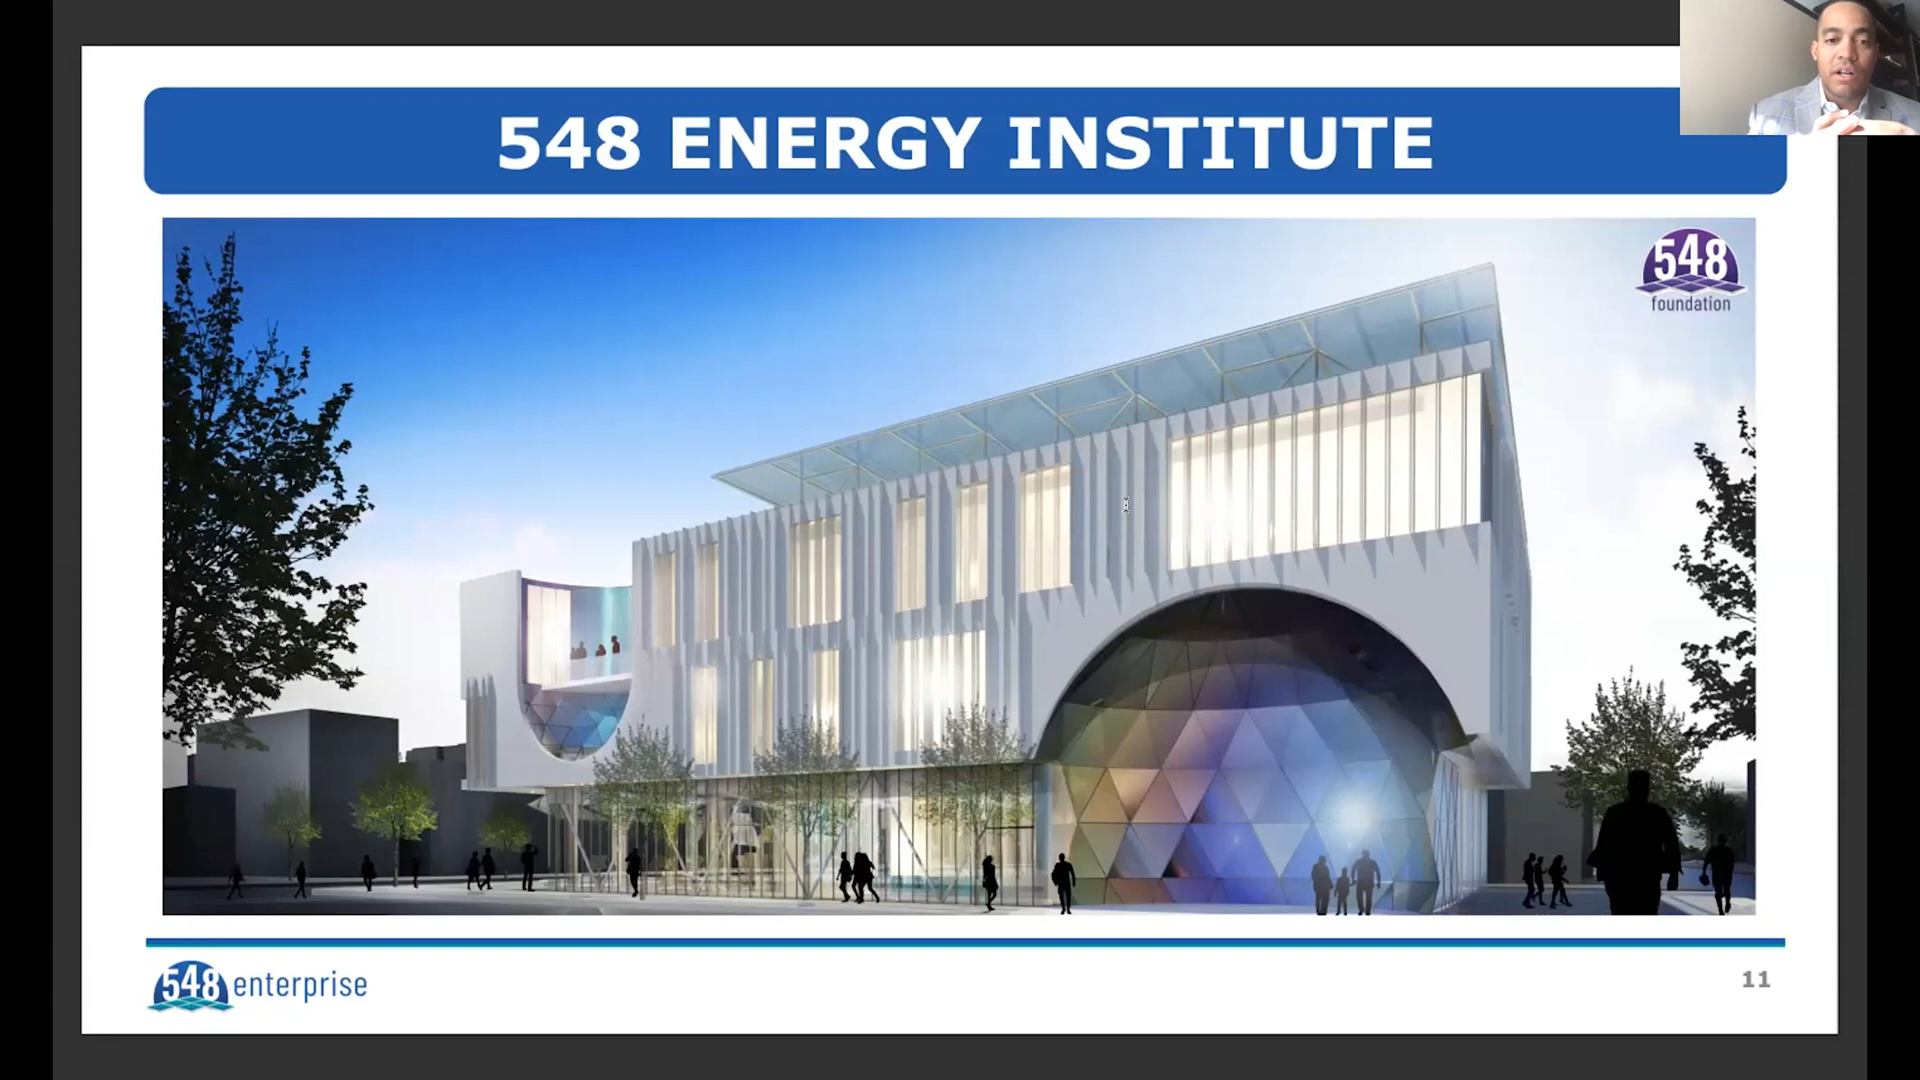 548 ENERGY INSTITUTE
548
foundation
548 enterprise
11